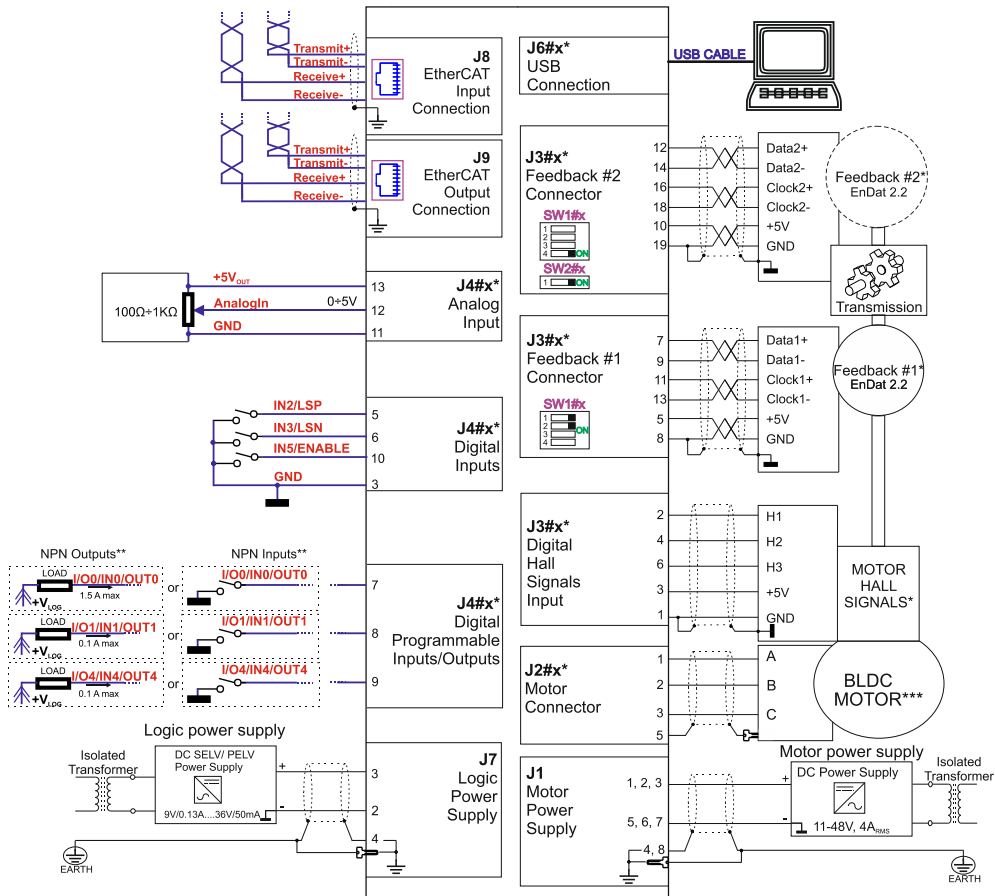 Transmit+
Transmit-
Receive+
Receive-
J8
EtherCAT
Input
Connection
Transmit+
Transmit-
Receive+
Receive-
J9
EtherCAT
Output
Connection
100Ω÷1KΩ
+5VOUT
AnalogIn
0÷5V
GND
13
12
11
J4#x*
Analog
Input
IN2/LSP
IN3/LSN
IN5/ENABLE
GND
5
6
10
3
J4#x*
Digital
Inputs
NPN Outputs**
NPN Inputs**
LOAD
I/O0/IN0/OUT0
1.5 A max
+VLOG
or
I/O0/IN0/OUT0
7
LOAD
I/O1/IN1/OUT1
0.1 A max
+VLOG
or
I/O1/IN1/OUT1
8
LOAD
I/O4/IN4/OUT4
0.1 A max
+VLOG
or
I/O4/IN4/OUT4
9
J4#x*
Digital
Programmable
Inputs/Outputs
Logic power supply
Isolated
Transformer
DC SELV/ PELV
Power Supply
9V/0.13A....36V/50mA
+
-
EARTH
3
2
4
J7
Logic
Power
Supply
J6#x*
USB
Connection
USB CABLE
J3#x*
Feedback #2
Connector
SW1#x
1
2
3
4
ON
SW2#x
1
ON
12
14
16
18
10
19
Data2+
Data2-
Clock2+
Clock2-
+5V
GND
Feedback #2*
EnDat 2.2
Transmission
J3#x*
Feedback #1
Connector
SW1#x
1
2
3
4
ON
7
9
11
13
5
8
Data1+
Data1-
Clock1+
Clock1-
+5V
GND
Feedback #1*
EnDat 2.2
J3#x*
Digital
Hall
Signals
Input
2
4
6
3
1
H1
H2
H3
+5V
GND
MOTOR
HALL
SIGNALS*
J2#x*
Motor
Connector
1
2
3
5
A
B
C
BLDC
MOTOR***
J1
Motor
Power
Supply
1, 2, 3
5, 6, 7
4, 8
Motor power supply
+
-
DC Power Supply
11-48V, 4ARMS
Isolated
Transformer
EARTH